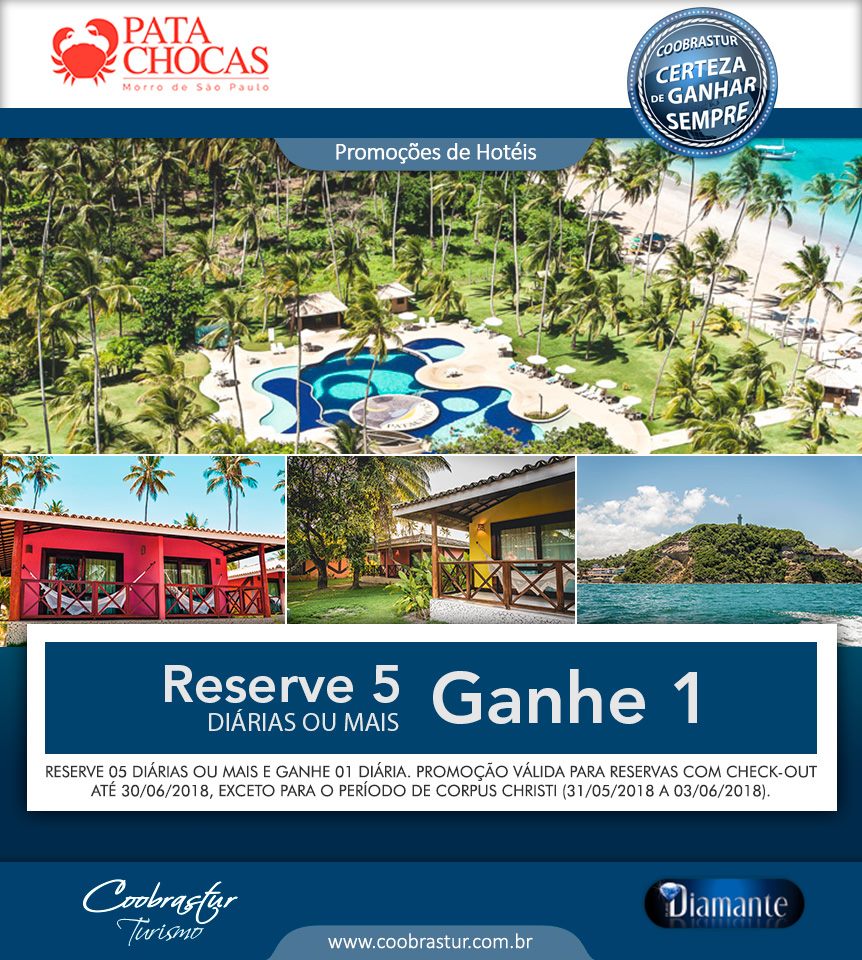 PATA
CHOCAS
Morro de São Paulo
COOBRASTUR
CERTEZA
DE GANHAR
SEMPRE
Promoções de Hotéis
Reserve 5
DIÁRIAS OU MAIS
Ganhe 1
RESERVE 05 DIÁRIAS OU MAIS E GANHE 01 DIÁRIA. PROMOÇÃO VÁLIDA PARA RESERVAS COM CHECK-OUT
ATÉ 30/06/2018, EXCETO PARA O PERÍODO DE CORPUS CHRISTI (31/05/2018 A 03/06/2018).
Coobrastur
Turismo
Diamante
www.coobrastur.com.br